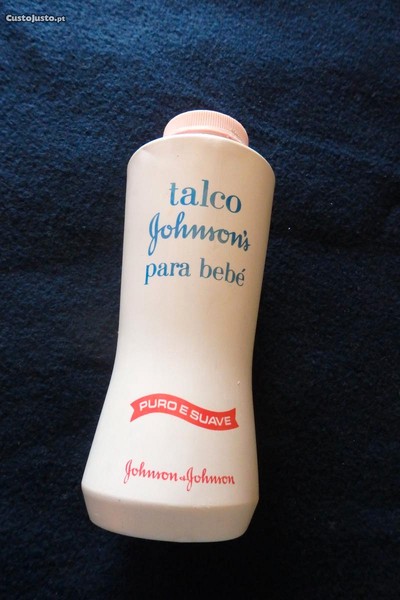 CustoJusto.pt
talco
Johnson's
para bebé
PURO E SUAVE
Johnson & Johnson